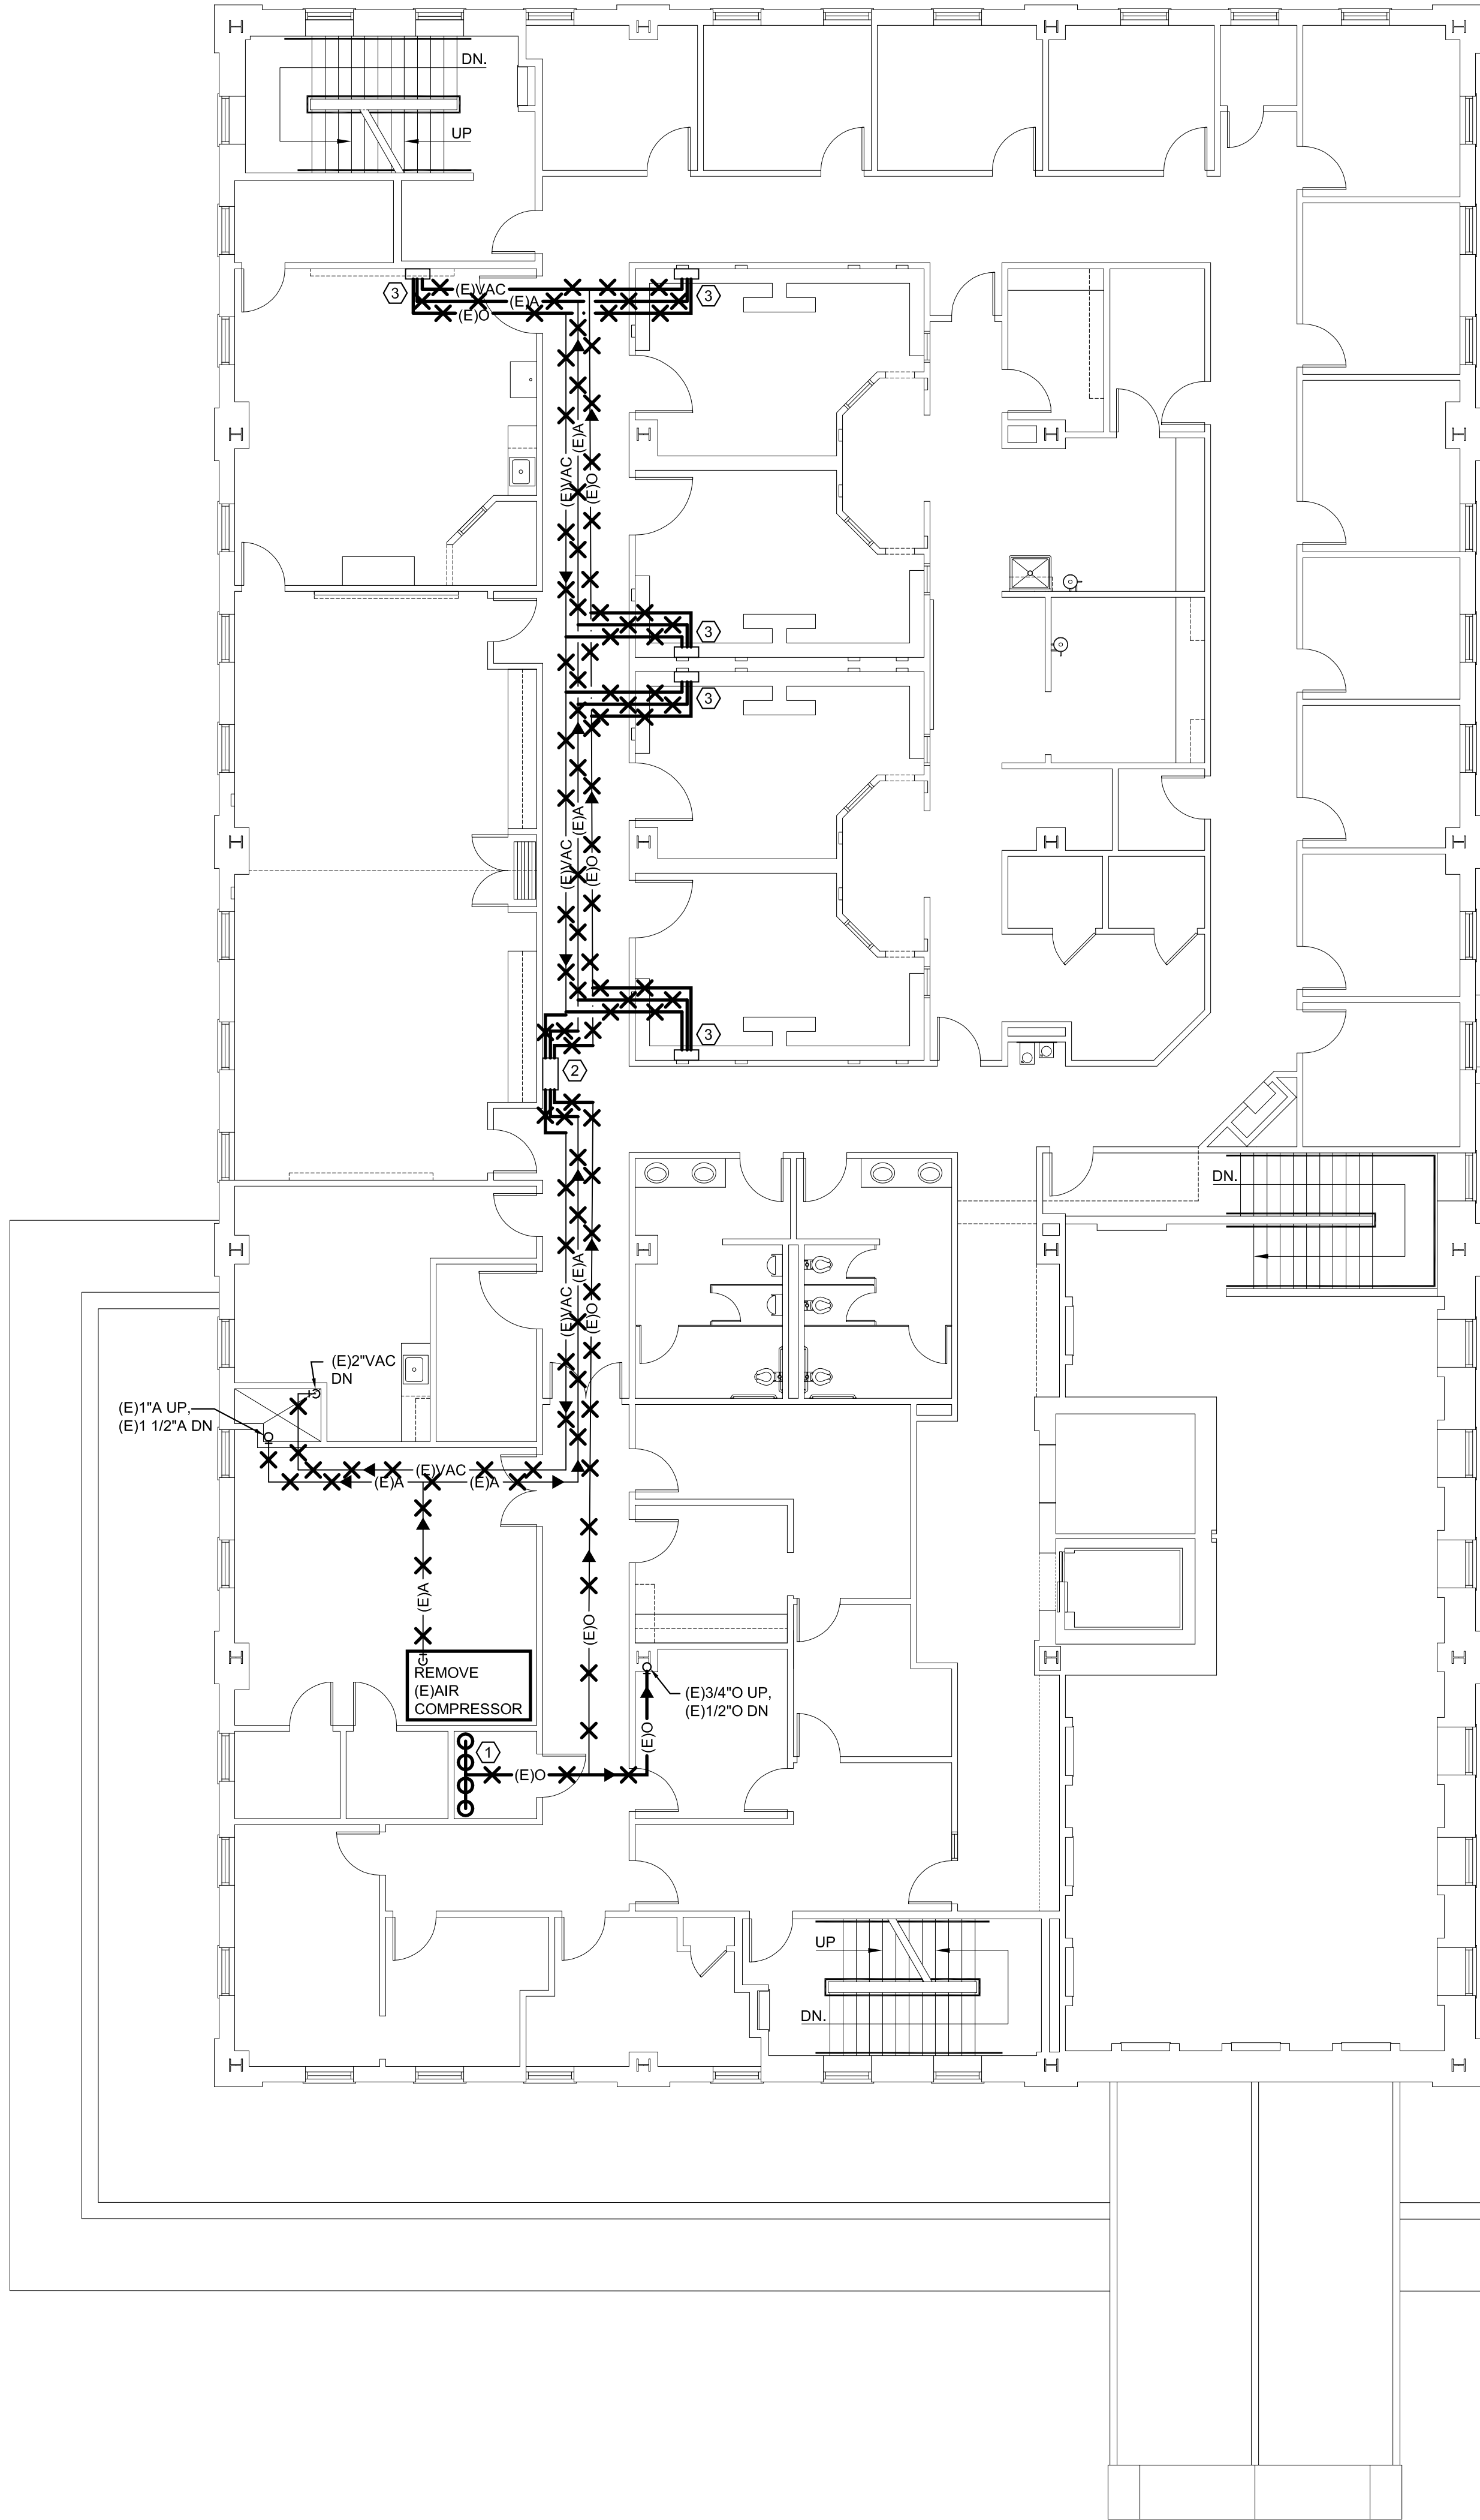 DN.
UP
(E)VAC
3
(E)A
3
(E)O
(E)VAC
(E)A
(E)O
3
3
(E)VAC
(E)A
(E)O
3
2
DN.
(E)VAC
(E)A
(E)O
(E)2"VAC
DN
(E)1"A UP,
(E)1 1/2"A DN
(E)VAC
(E)A
(E)A
(E)A
(E)O
REMOVE
(E)AIR
COMPRESSOR
(E)3/4"O UP,
(E)1/2"O DN
(E)O
1
(E)O
UP
DN.